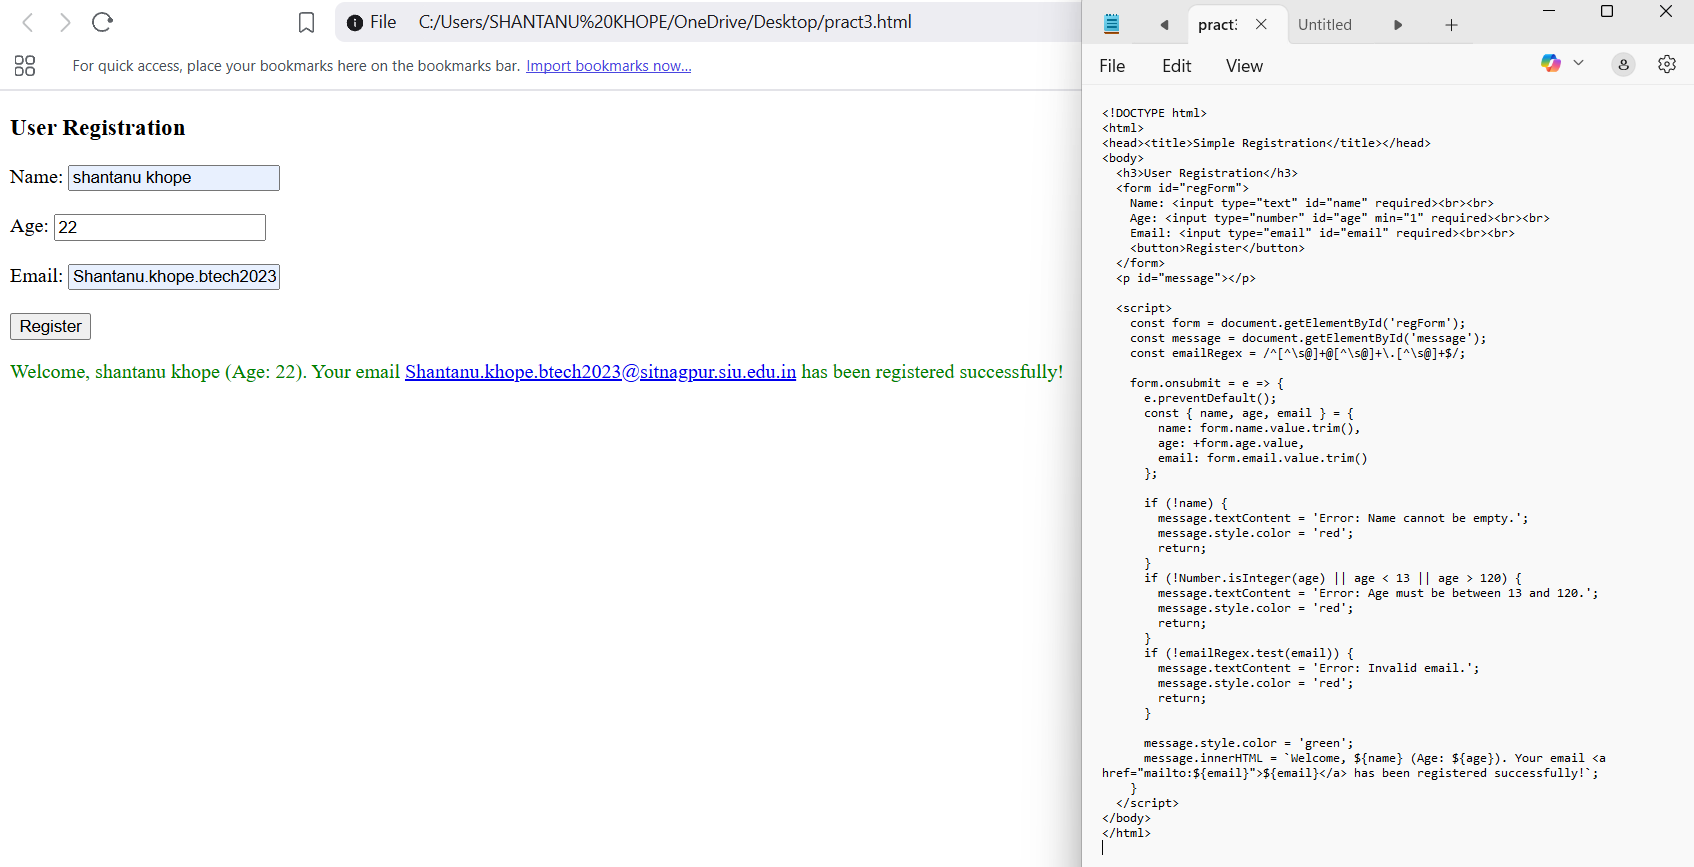 File C:/Users/SHANTANU%20KHOPE/OneDrive/Desktop/pract3.html
For quick access, place your bookmarks here on the bookmarks bar. Import bookmarks now...
User Registration
Name: shantanu khope
Age: 22
Email: Shantanu.khope.btech2023
Register
Welcome, shantanu khope (Age: 22). Your email Shantanu.khope.btech2023@sitnagpur.siu.edu.in has been registered successfully!
pract: Untitled
File Edit View
<!DOCTYPE html>
<html>
<head><title>Simple Registration</title></head>
<body>
  <h3>User Registration</h3>
  <form id="regForm">
    Name: <input type="text" id="name" required><br><br>
    Age: <input type="number" id="age" min="1" required><br><br>
    Email: <input type="email" id="email" required><br><br>
    <button>Register</button>
  </form>
  <p id="message"></p>

  <script>
    const form = document.getElementById('regForm');
    const message = document.getElementById('message');
    const emailRegex = /^[^\s@]+@[^\s@]+\.[^\s@]+$/;

    form.onsubmit = e => {
      e.preventDefault();
      const { name, age, email } = {
        name: form.name.value.trim(),
        age: +form.age.value,
        email: form.email.value.trim()
      };

      if (!name) {
        message.textContent = 'Error: Name cannot be empty.';
        message.style.color = 'red';
        return;
      }
      if (!Number.isInteger(age) || age < 13 || age > 120) {
        message.textContent = 'Error: Age must be between 13 and 120.';
        message.style.color = 'red';
        return;
      }
      if (!emailRegex.test(email)) {
        message.textContent = 'Error: Invalid email.';
        message.style.color = 'red';
        return;
      }

      message.style.color = 'green';
      message.innerHTML = `Welcome, ${name} (Age: ${age}). Your email <a
href="mailto:${email}">${email}</a> has been registered successfully!`;
    }
  </script>
</body>
</html>